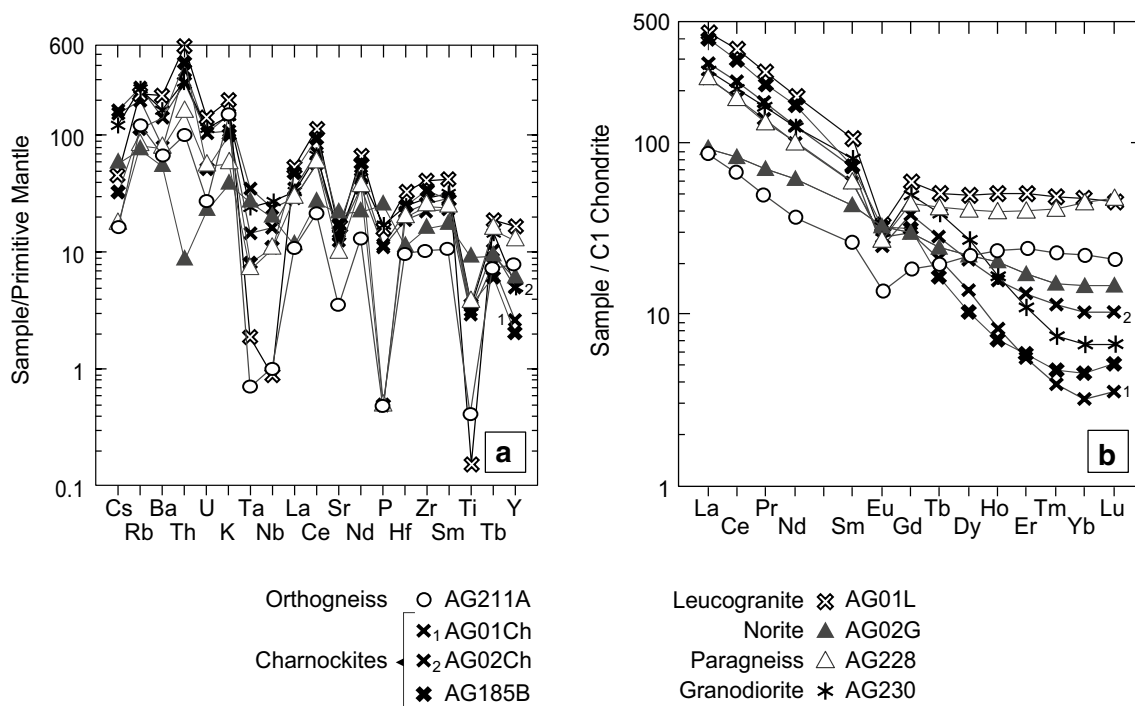 600
100
10
1
0.1
Sample/Primitive Mantle
1
2
a
Cs Ba U Ta La Sr P Zr Ti Y
Rb Th K Nb Ce Nd Hf Sm Tb
500
100
10
1
Sample / C1 Chondrite
2
1
b
La Pr Nd Sm Eu Gd Tb Ho Tm Lu
Ce Dy Er Yb
Orthogneiss AG211A
1 AG01Ch
Charnockites 2 AG02Ch
AG185B
Leucogranite AG01L
Norite AG02G
Paragneiss AG228
Granodiorite AG230